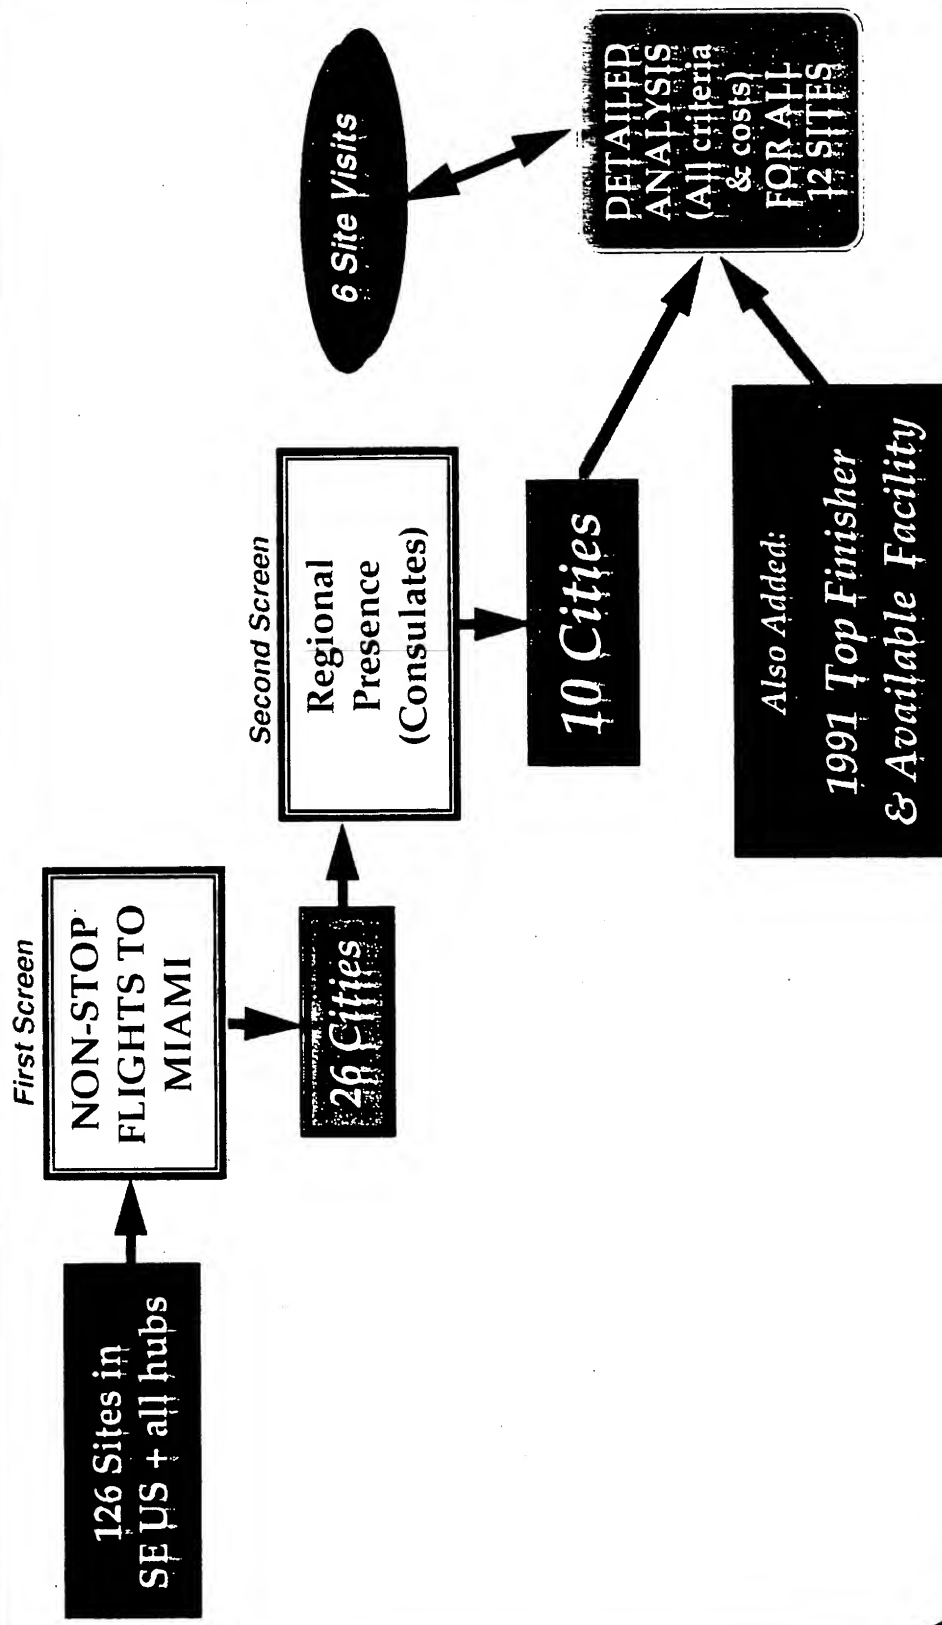 First Screen
126 Sites in
SE US + all hubs
NON-STOP
FLIGHTS TO
MIAMI
26 Cities
Second Screen
Regional
Presence
(Consulates)
10 Cities
6 Site Visits
DETAILED
ANALYSIS
(All criteria
& costs)
FOR ALL
12 SITES
Also Added:
1991 Top Finisher
& Available Facility